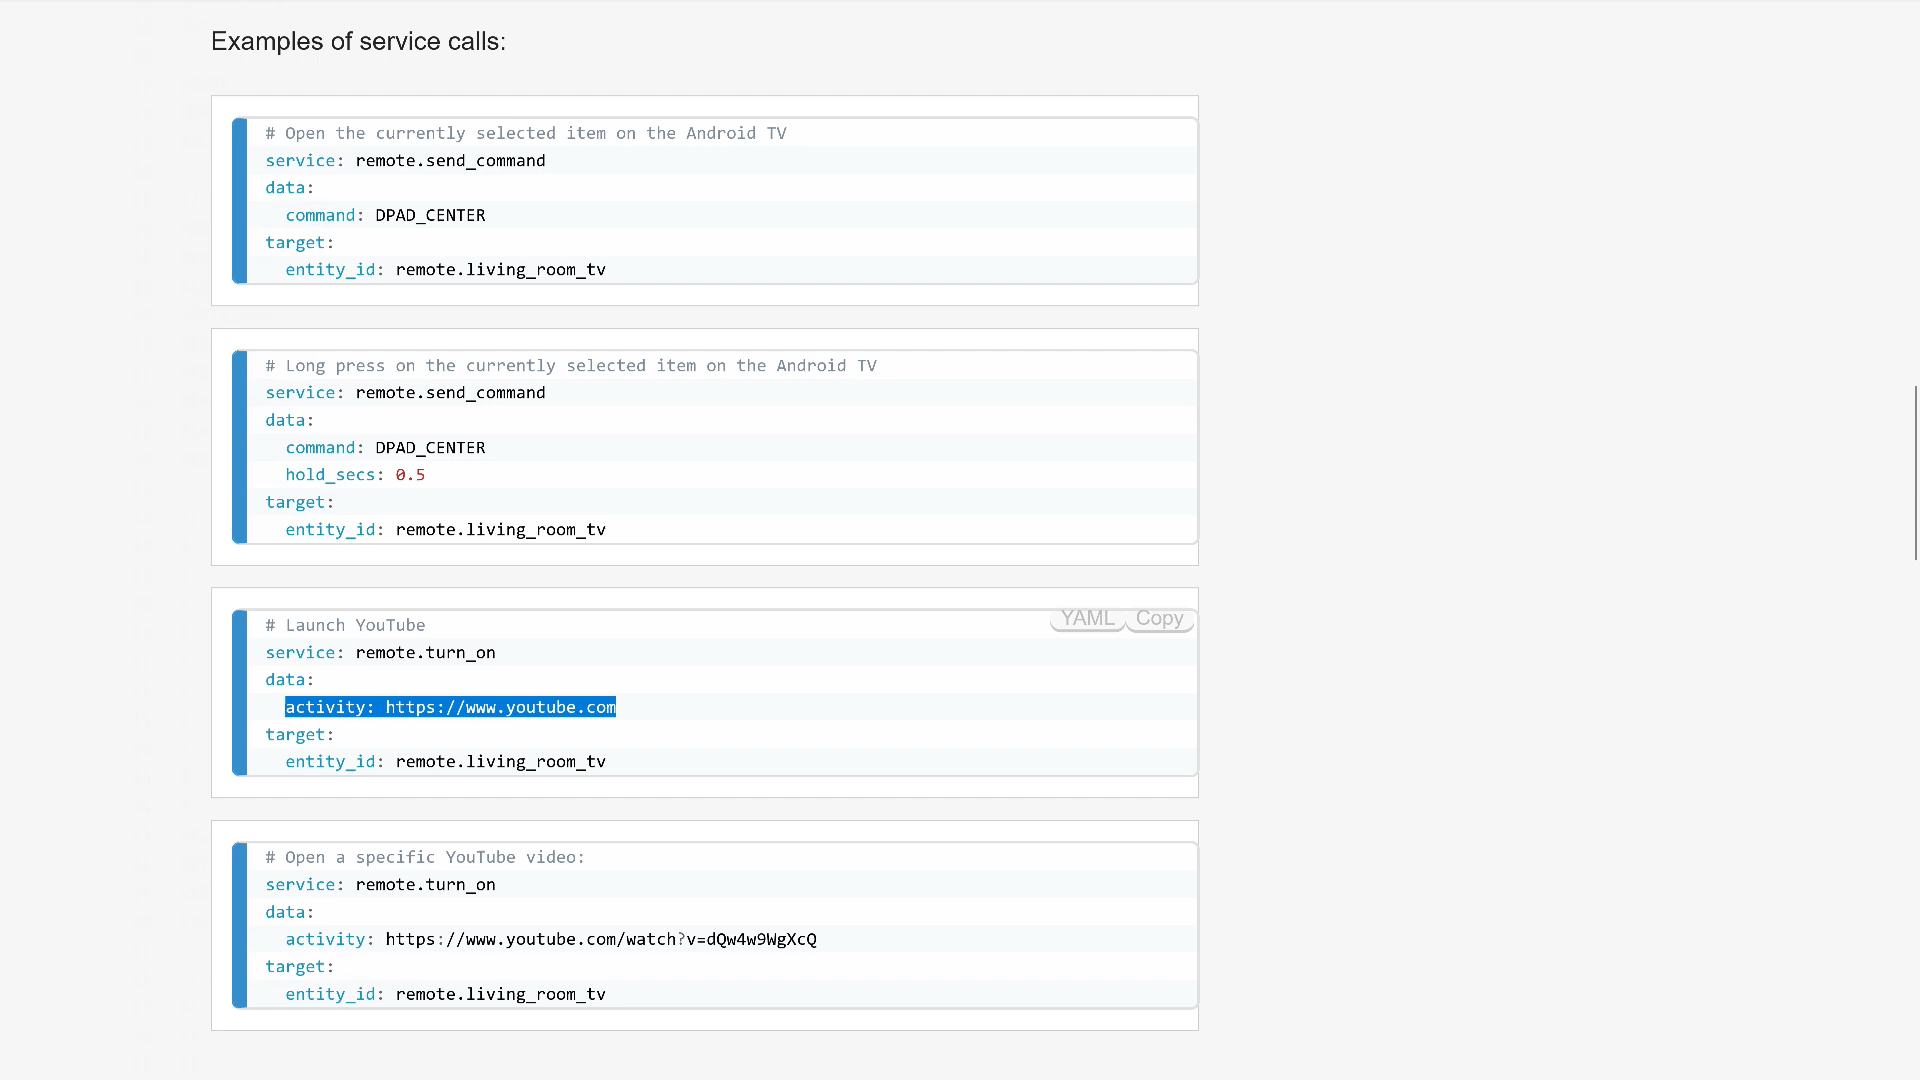 Examples of service calls:
# Open the currently selected item on the Android TV
service: remote.send_command
data:
  command: DPAD_CENTER
target:
  entity_id: remote.living_room_tv
# Long press on the currently selected item on the Android TV
service: remote.send_command
data:
  command: DPAD_CENTER
  hold_secs: 0.5
target:
  entity_id: remote.living_room_tv
YAML Copy
# Launch YouTube
service: remote.turn_on
data:
  activity: https://www.youtube.com
target:
  entity_id: remote.living_room_tv
# Open a specific YouTube video:
service: remote.turn_on
data:
  activity: https://www.youtube.com/watch?v=dQw4w9WgXcQ
target:
  entity_id: remote.living_room_tv